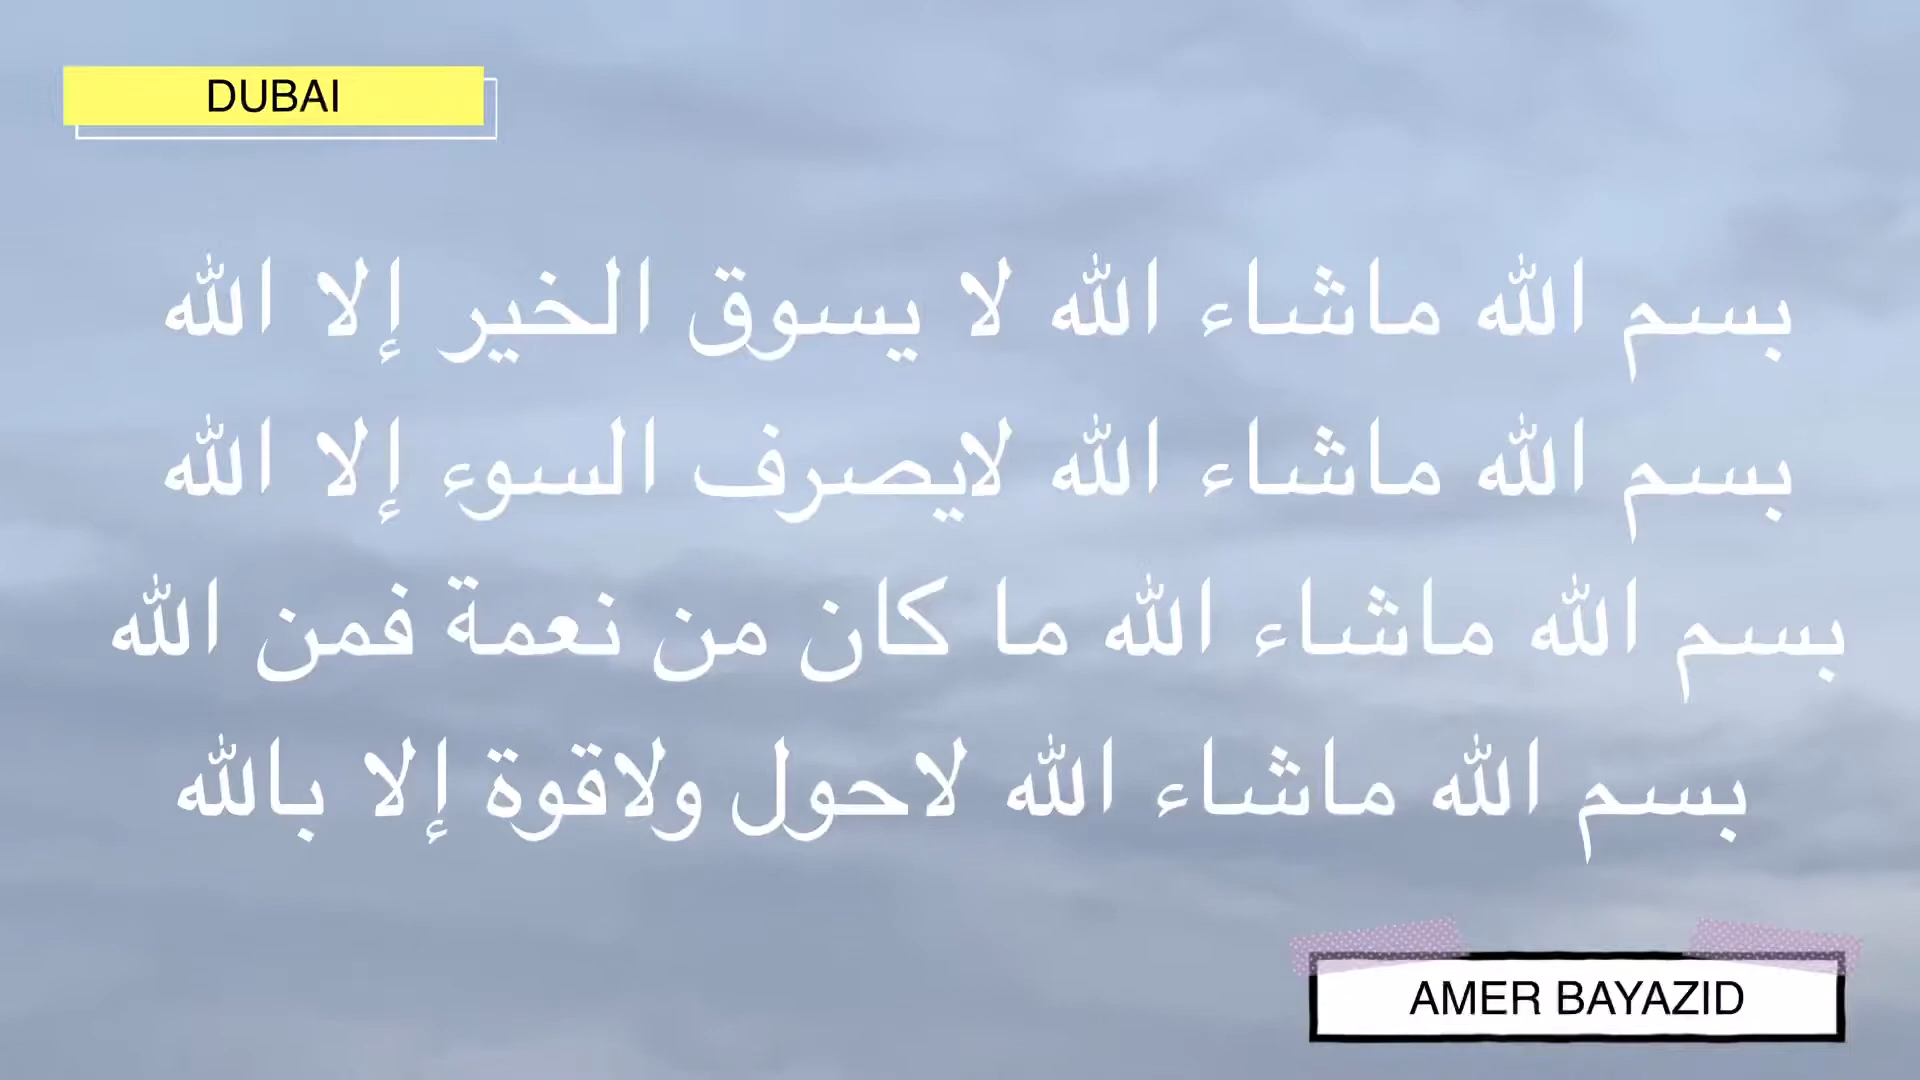 DUBAI
بسم الله ماشاء الله لا يسوق الخير إلا الله
بسم الله ماشاء الله لايصرف السوء إلا الله
بسم الله ماشاء الله ما كان من نعمة فمن الله
بسم الله ماشاء الله لاحول ولاقوة إلا بالله
AMER BAYAZID